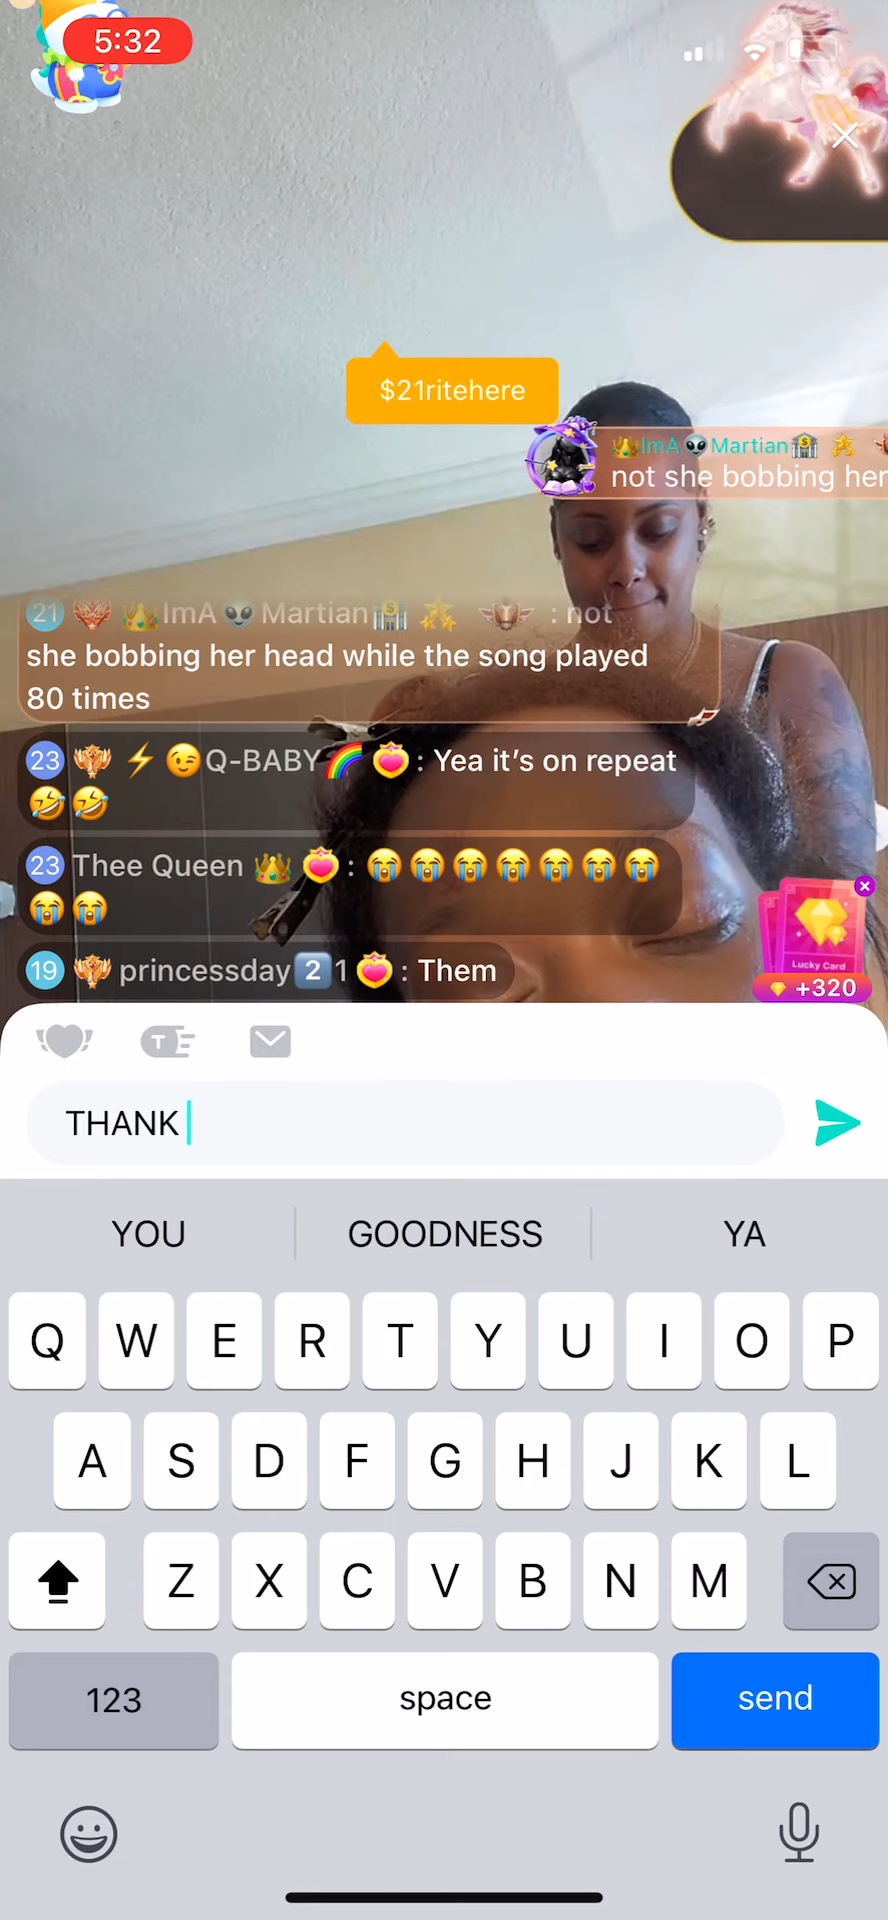 5:32
$21ritehere
👑ImA👽Martian🏦
not she bobbing her
21 👑ImA👽Martian🏦 : not
she bobbing her head while the song played
80 times
23 ⚡😉Q-BABY🌈 : Yea it’s on repeat
🤣🤣
23 Thee Queen 👑 : 😭😭😭😭😭😭😭
😭😭
19 princessday2️⃣1 : Them
Lucky Card
+320
THANK
YOU GOODNESS YA
Q W E R T Y U I O P
A S D F G H J K L
Z X C V B N M
123 space send